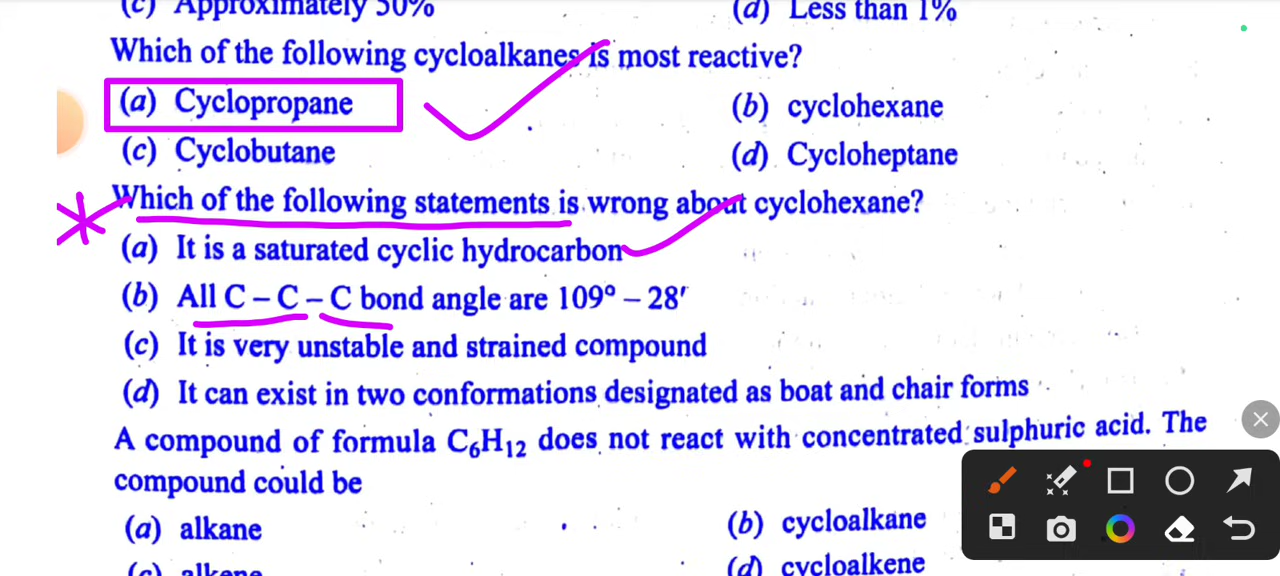 (c) Approximately 50%
(d) Less than 1%
Which of the following cycloalkanes is most reactive?
(a) Cyclopropane
(b) cyclohexane
(c) Cyclobutane
(d) Cycloheptane
Which of the following statements is wrong about cyclohexane?
(a) It is a saturated cyclic hydrocarbon
(b) All C – C – C bond angle are 109º – 28′
(c) It is very unstable and strained compound
(d) It can exist in two conformations designated as boat and chair forms
A compound of formula C₆H₁₂ does not react with concentrated sulphuric acid. The
compound could be
(a) alkane
(b) cycloalkane
(c) alkene
(d) cycloalkene